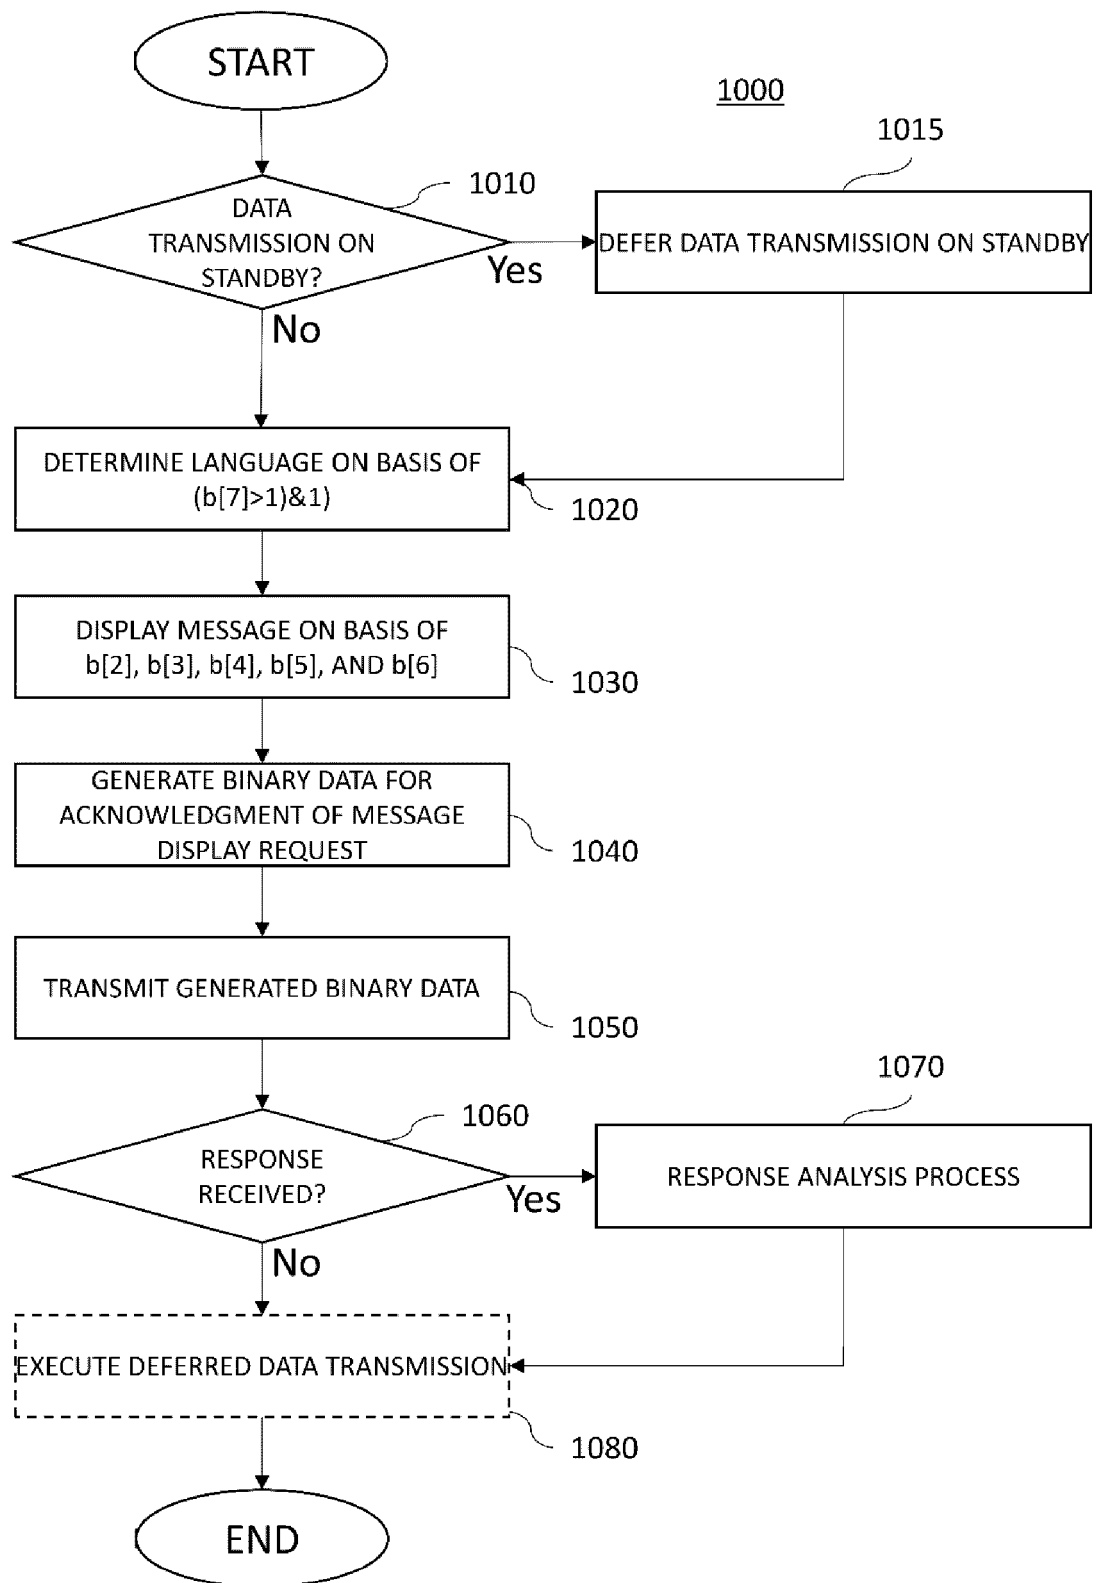 START
1000
1015
1010
DATA
TRANSMISSION ON
STANDBY?
Yes
DEFER DATA TRANSMISSION ON STANDBY
No
DETERMINE LANGUAGE ON BASIS OF
(b[7]>1)&1)
1020
DISPLAY MESSAGE ON BASIS OF
b[2], b[3], b[4], b[5], AND b[6]
1030
GENERATE BINARY DATA FOR
ACKNOWLEDGMENT OF MESSAGE
DISPLAY REQUEST
1040
TRANSMIT GENERATED BINARY DATA
1050
1070
1060
RESPONSE
RECEIVED?
Yes
RESPONSE ANALYSIS PROCESS
No
EXECUTE DEFERRED DATA TRANSMISSION
1080
END